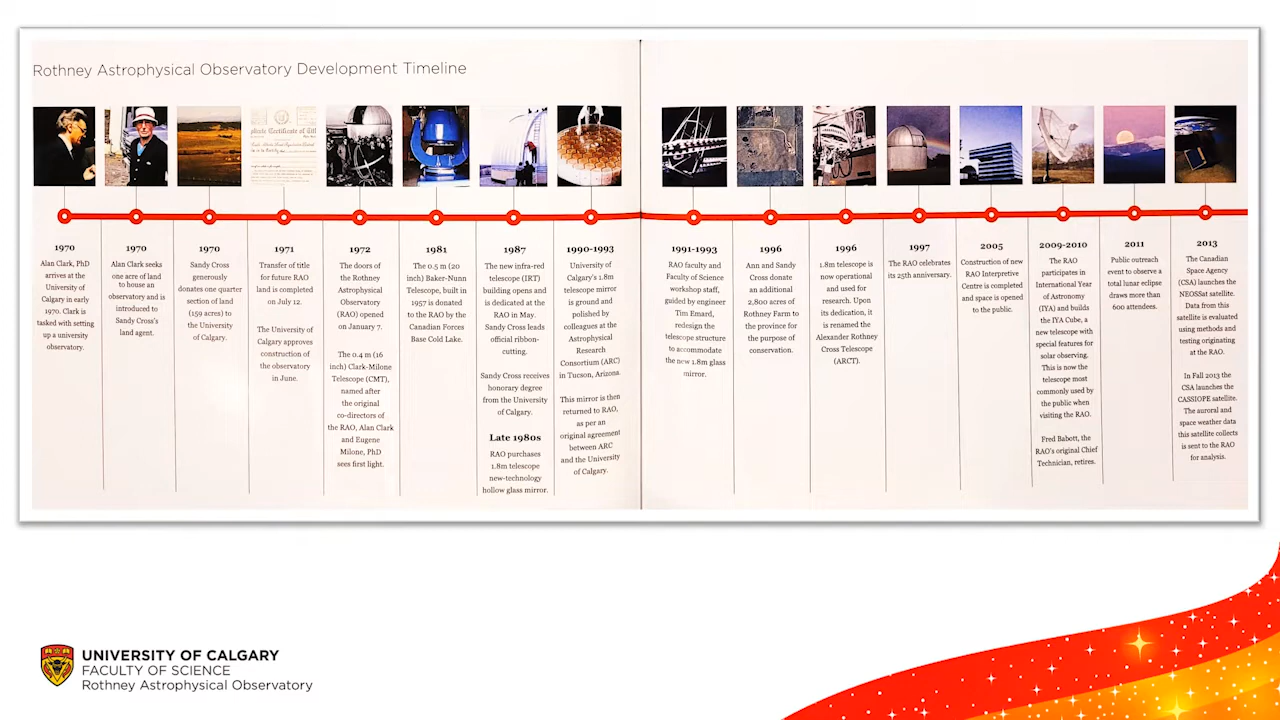 Rothney Astrophysical Observatory Development Timeline
1970
Alan Clark, PhD
arrives at the
University of
Calgary in early
1970. Clark is
tasked with setting
up a university
observatory.
1970
Alan Clark seeks
one acre of land
to house an
observatory and is
introduced to
Sandy Cross's
land agent.
1970
Sandy Cross
generously
donates one quarter
section of land
(159 acres) to
the University
of Calgary.
1971
Transfer of title
for future RAO
land is completed
on July 12.
The University of
Calgary approves
construction of
the observatory
in June.
1972
The doors of
the Rothney
Astrophysical
Observatory
(RAO) opened
on January 7.
The 0.4 m (16
inch) Clark-Milone
Telescope (CMT),
named after
the original
co-directors of
the RAO, Alan Clark
and Eugene
Milone, PhD
sees first light.
1981
The 0.5 m (20
inch) Baker-Nunn
Telescope, built in
1957 is donated
to the RAO by the
Canadian Forces
Base Cold Lake.
1987
The new infra-red
telescope (IRT)
building opens and
is dedicated at the
RAO in May.
Sandy Cross leads
official ribbon-
cutting.
Sandy Cross receives
honorary degree
from the University
of Calgary.
Late 1980s
RAO purchases
1.8m telescope
new-technology
hollow glass mirror.
1990-1993
University of
Calgary's 1.8m
telescope mirror
is ground and
polished by
colleagues at the
Astrophysical
Research
Consortium (ARC)
in Tucson, Arizona.
This mirror is then
returned to RAO,
as per an
original agreement
between ARC
and the University
of Calgary.
1991-1993
RAO faculty and
Faculty of Science
workshop staff,
guided by engineer
Tim Emard,
redesign the
telescope structure
to accommodate
the new 1.8m glass
mirror.
1996
Ann and Sandy
Cross donate
an additional
2,800 acres of
Rothney Farm to
the province for
the purpose of
conservation.
1996
1.8m telescope is
now operational
and used for
research. Upon
its dedication, it
is renamed the
Alexander Rothney
Cross Telescope
(ARCT).
1997
The RAO celebrates
its 25th anniversary.
2005
Construction of new
RAO Interpretive
Centre is completed
and space is opened
to the public.
2009-2010
The RAO
participates in
International Year
of Astronomy
(IYA) and builds
the IYA Cube, a
new telescope with
special features for
solar observing.
This is now the
telescope most
commonly used by
the public when
visiting the RAO.
Fred Babott, the
RAO's original Chief
Technician, retires.
2011
Public outreach
event to observe a
total lunar eclipse
draws more than
600 attendees.
2013
The Canadian
Space Agency
(CSA) launches the
NEOSSat satellite.
Data from this
satellite is evaluated
using methods and
testing originating
at the RAO.
In Fall 2013 the
CSA launches the
CASSIOPE satellite.
The auroral and
space weather data
this satellite collects
is sent to the RAO
for analysis.
UNIVERSITY OF CALGARY
FACULTY OF SCIENCE
Rothney Astrophysical Observatory